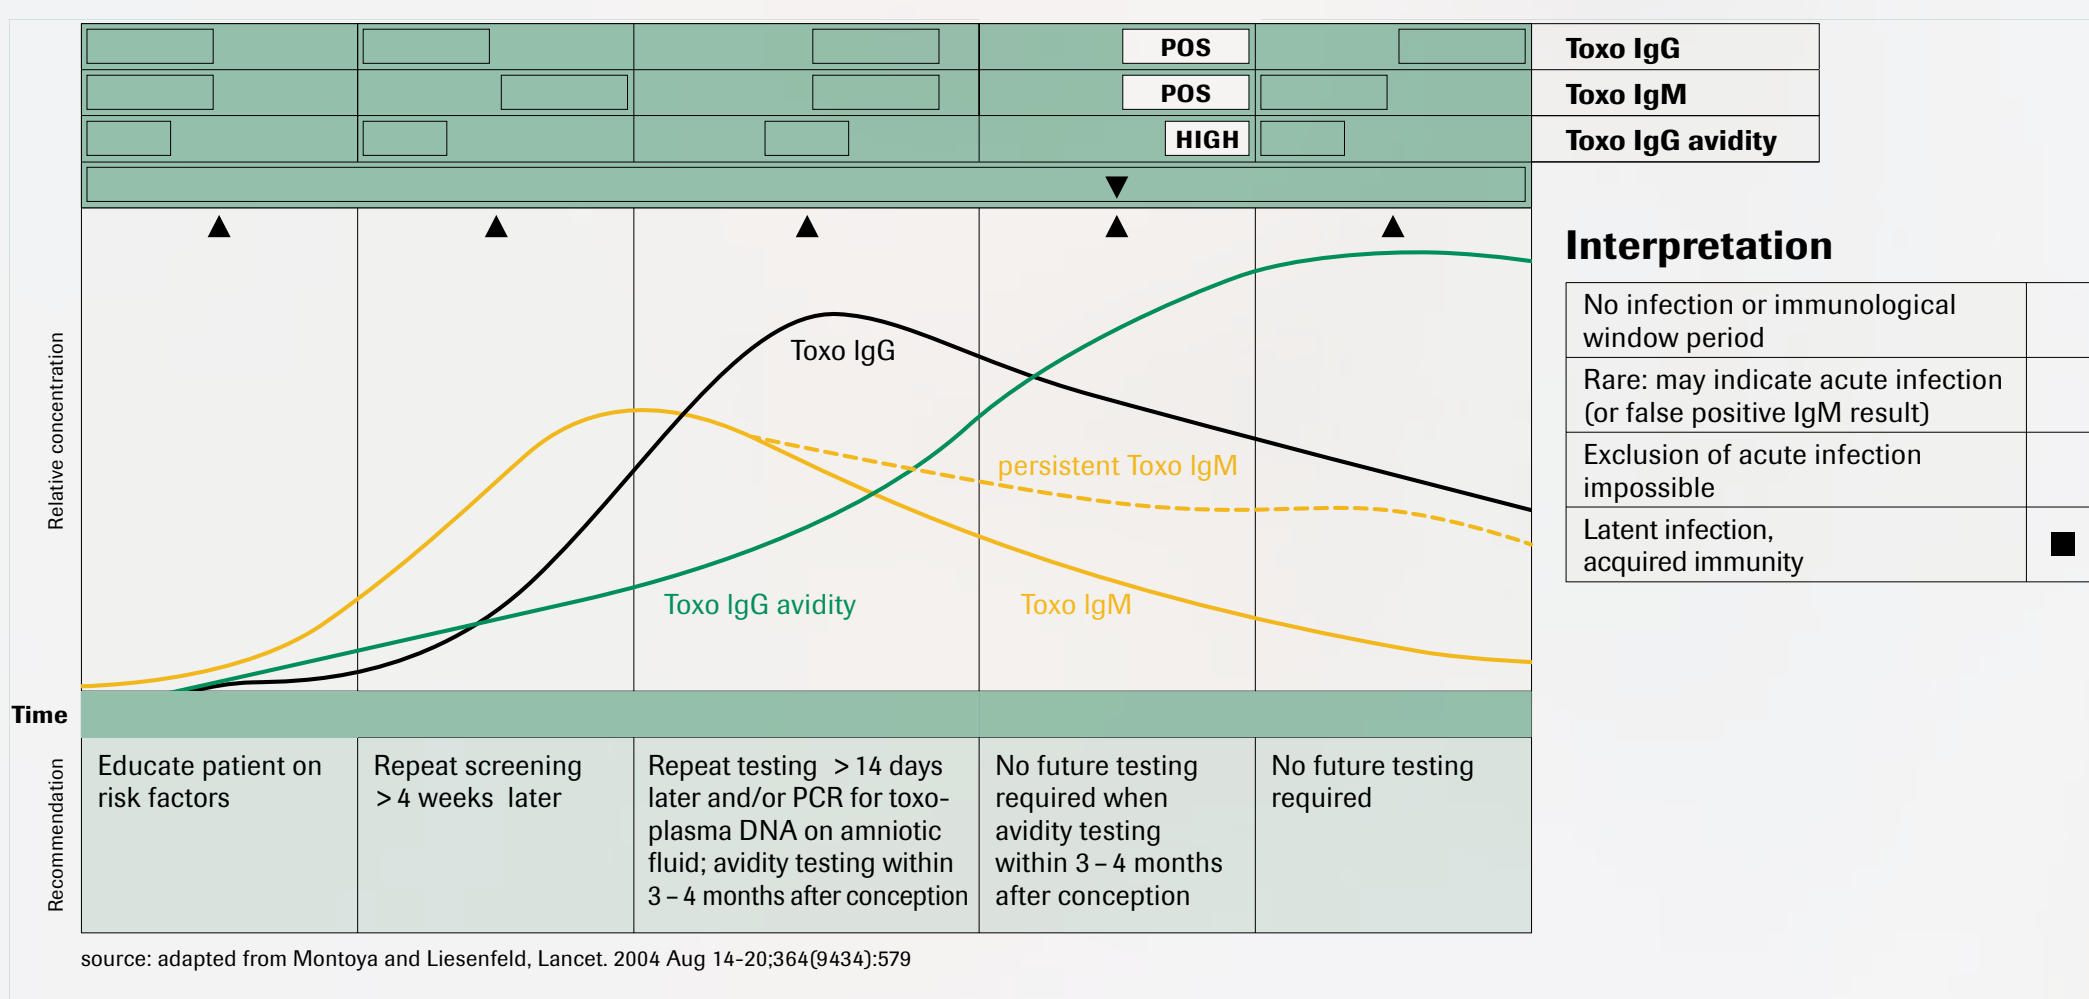 POS
Toxo IgG
POS
Toxo IgM
HIGH
Toxo IgG avidity
Interpretation
No infection or immunological
window period
Rare: may indicate acute infection
(or false positive IgM result)
Exclusion of acute infection
impossible
Latent infection,
acquired immunity
Relative concentration
Toxo IgG
persistent Toxo IgM
Toxo IgG avidity
Toxo IgM
Time
Recommendation
Educate patient on
risk factors
Repeat screening
> 4 weeks later
Repeat testing > 14 days
later and/or PCR for toxo-
plasma DNA on amniotic
fluid; avidity testing within
3 – 4 months after conception
No future testing
required when
avidity testing
within 3 – 4 months
after conception
No future testing
required
source: adapted from Montoya and Liesenfeld, Lancet. 2004 Aug 14-20;364(9434):579